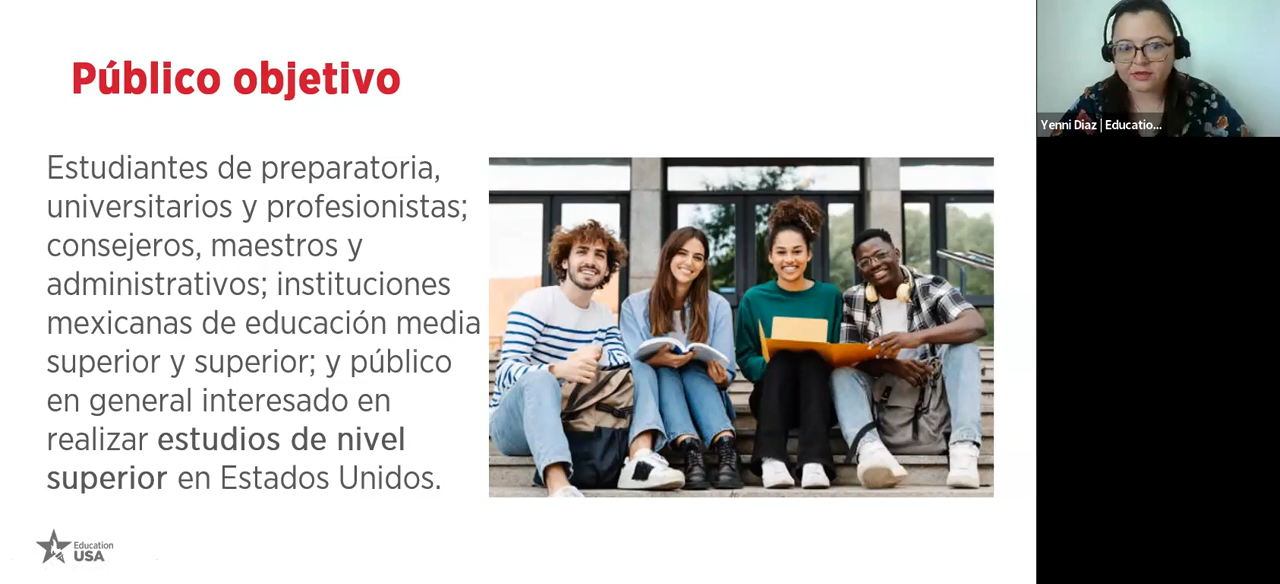 Público objetivo
Estudiantes de preparatoria,
universitarios y profesionistas;
consejeros, maestros y
administrativos; instituciones
mexicanas de educación media
superior y superior; y público
en general interesado en
realizar estudios de nivel
superior en Estados Unidos.
Education
USA
Yenni Diaz | Educatio...